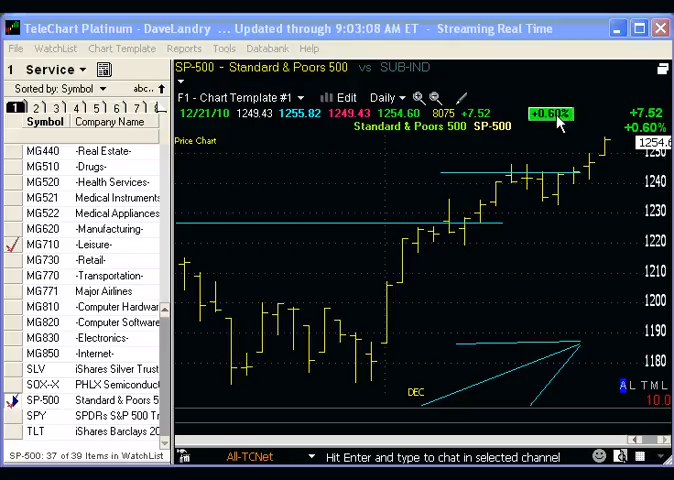 TeleChart Platinum - DaveLandry ... Updated through 9:03:08 AM ET - Streaming Real Time
File WatchList Chart Template Reports Tools Databank Help
1 Service
SP-500 - Standard & Poors 500 vs SUB-IND
Sorted by: Symbol abc..
F1 - Chart Template #1 Edit Daily
1 2 3 4 5 6 7 8
12/21/10 1249.43 1255.82 1249.43 1254.60 8075 +7.52 +0.60% +7.52
Symbol Company Name
Standard & Poors 500 SP-500 +0.60%
Price Chart
1254.6
MG440 -Real Estate-
MG510 -Drugs-
MG520 -Health Services-
MG521 Medical Instruments
MG522 Medical Appliances
MG620 -Manufacturing-
MG710 -Leisure-
MG730 -Retail-
MG770 -Transportation-
MG771 Major Airlines
MG810 -Computer Hardwar
MG820 -Computer Software
MG830 -Electronics-
MG850 -Internet-
SLV iShares Silver Trust
SOX-X PHLX Semiconduc
SP-500 Standard & Poors 5
SPY SPDRs S&P 500 Tr
TLT iShares Barclays 20
1250
1240
1230
1220
1210
1200
1190
1180
DEC
A L T M L
10.0
SP-500: 37 of 39 Items in WatchList
All-TCNet Hit Enter and type to chat in selected channel